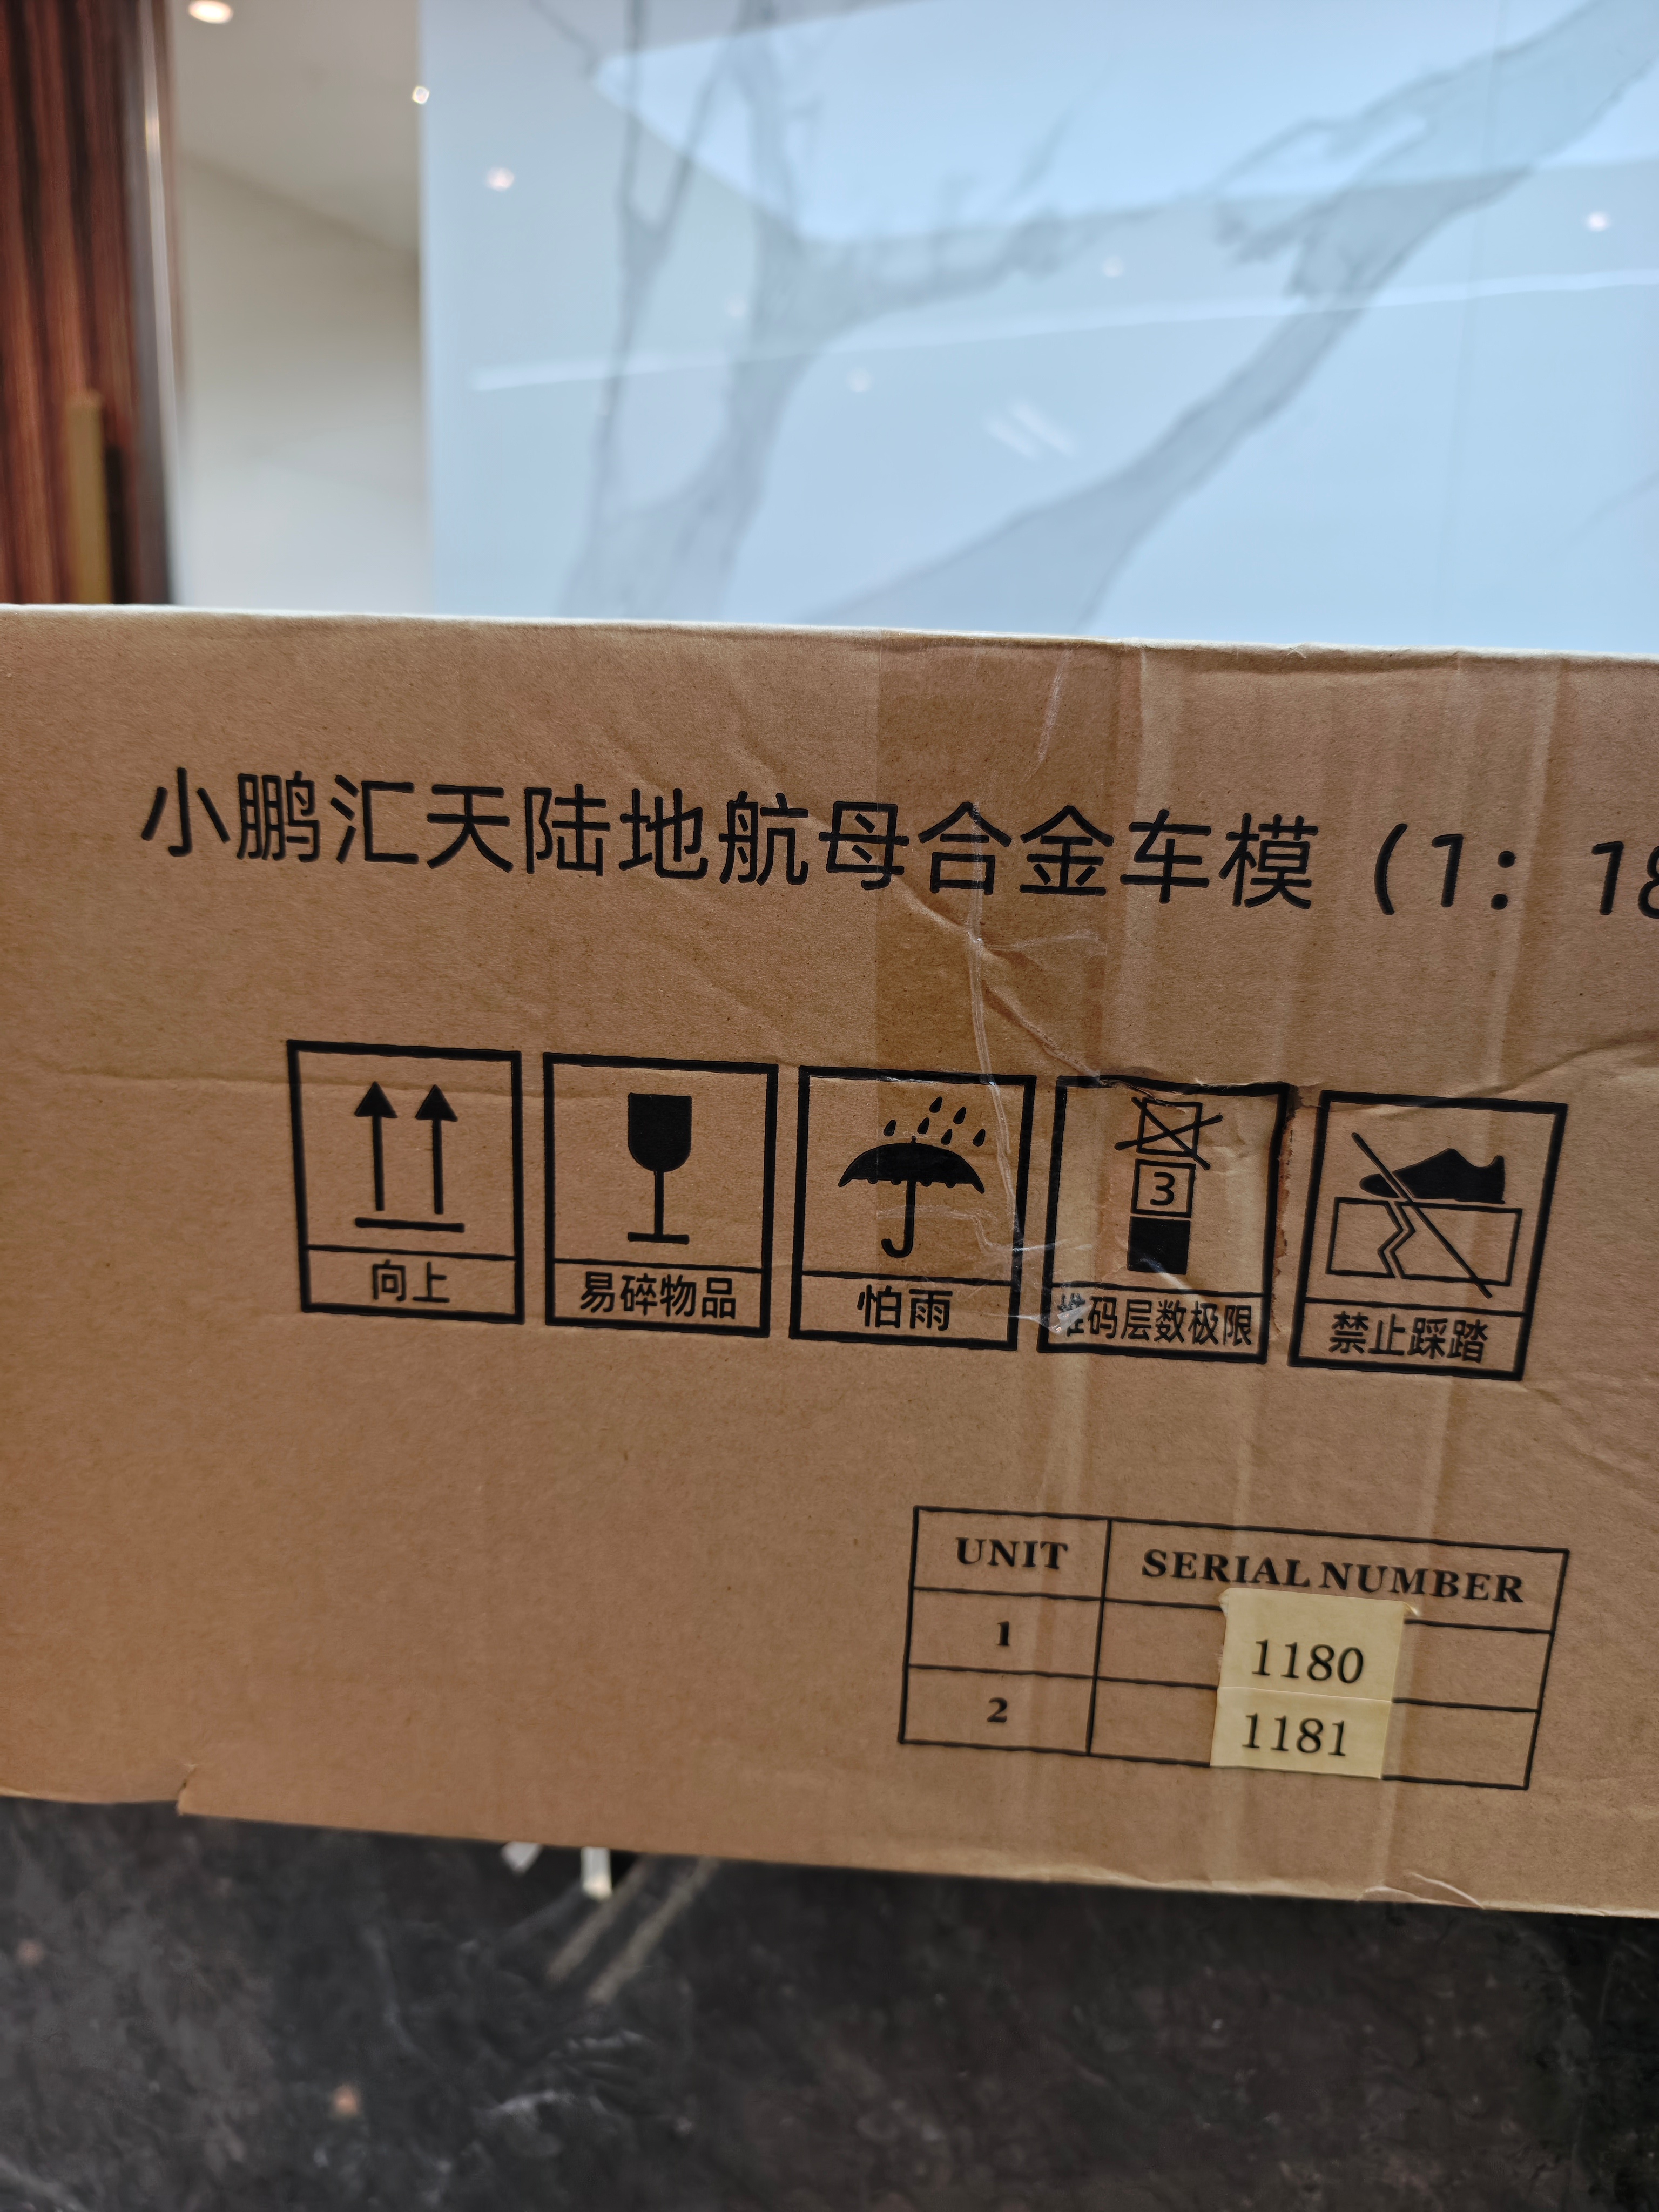 小鹏汇天陆地航母合金车模（1：18
3
向上
易碎物品
怕雨
堆码层数极限
禁止踩踏
UNIT SERIAL NUMBER
1 1180
2 1181